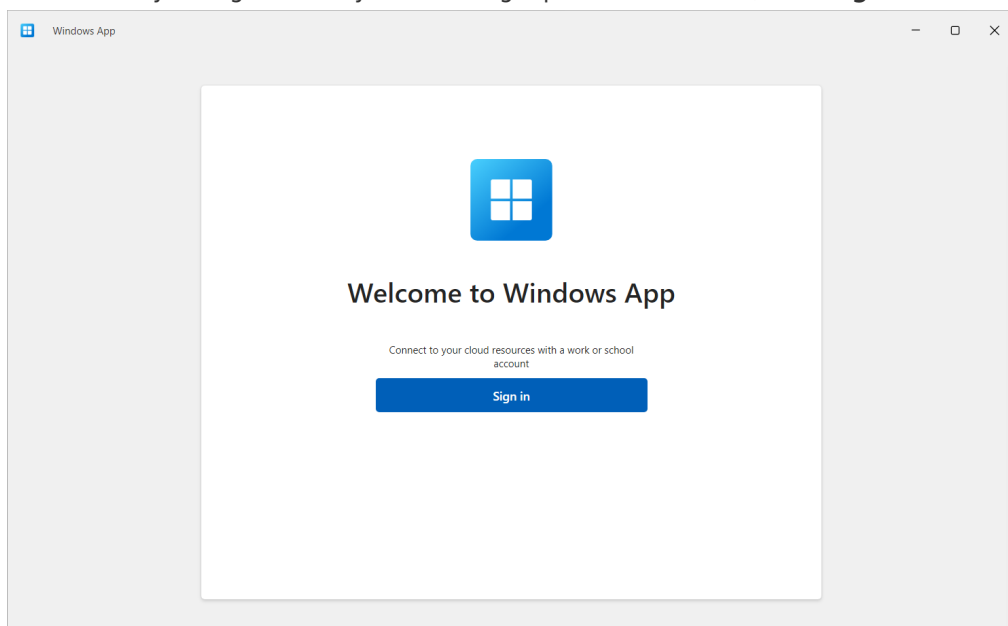 Windows App
Welcome to Windows App
Connect to your cloud resources with a work or school
account
Sign in